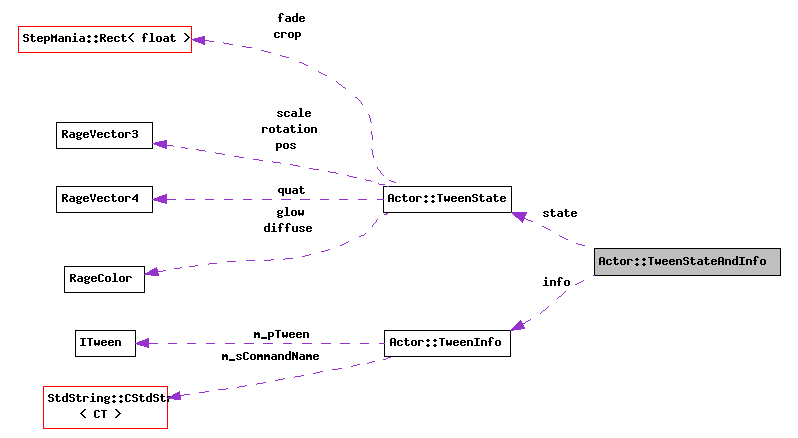 fade
crop
StepMania::Rect< float >
scale
rotation
pos
RageVector3
quat
RageVector4
Actor::TweenState
glow
diffuse
state
Actor::TweenStateAndInfo
RageColor
info
m_pTween
ITween
Actor::TweenInfo
m_sCommandName
StdString::CStdStr
< CT >